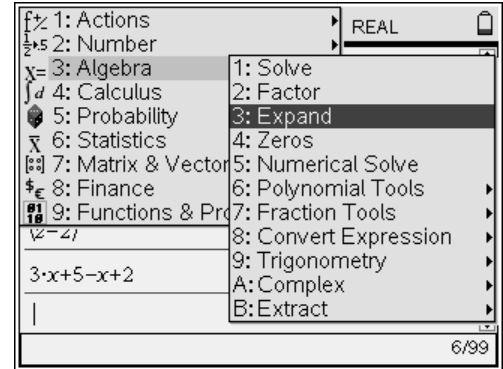 1: Actions
2: Number
3: Algebra
4: Calculus
5: Probability
6: Statistics
7: Matrix & Vector
8: Finance
9: Functions & Pro
REAL
1: Solve
2: Factor
3: Expand
4: Zeros
5: Numerical Solve
6: Polynomial Tools
7: Fraction Tools
8: Convert Expression
9: Trigonometry
A: Complex
B: Extract
3·x+5−x+2
6/99